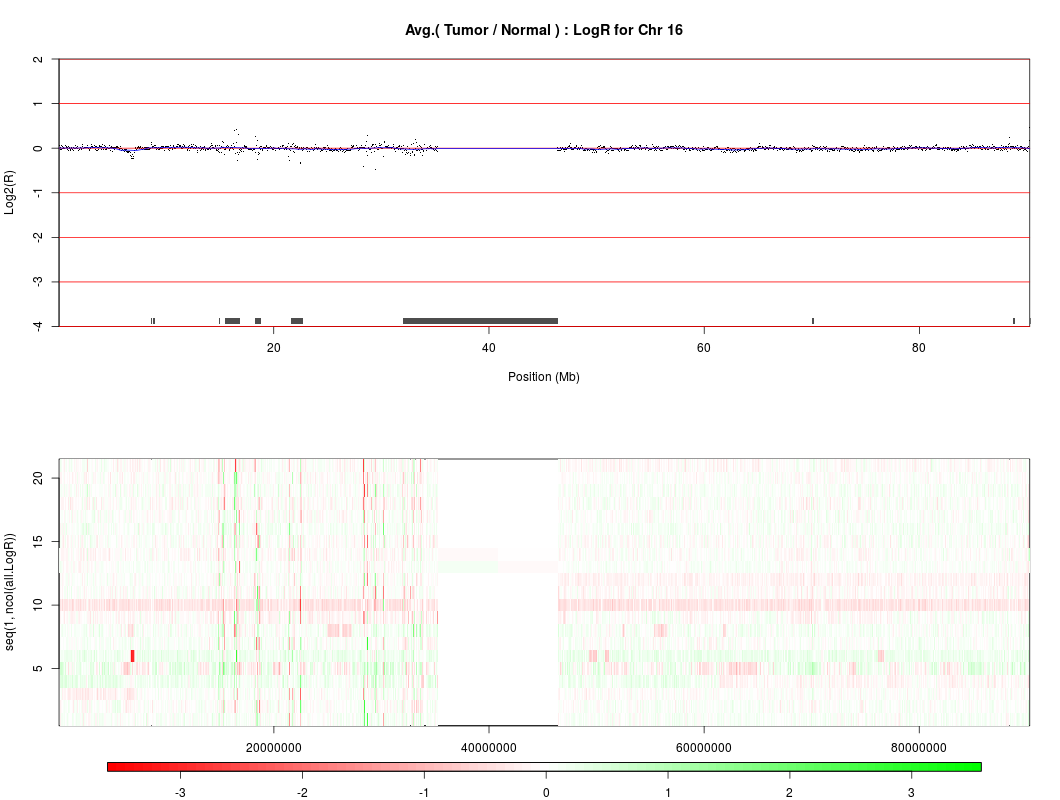 Avg.( Tumor / Normal ) : LogR for Chr 16
2
1
0
-1
-2
-3
-4
Log2(R)
20 40 60 80
Position (Mb)
20
15
10
5
seq(1, ncol(all.LogR))
20000000 40000000 60000000 80000000
-3 -2 -1 0 1 2 3